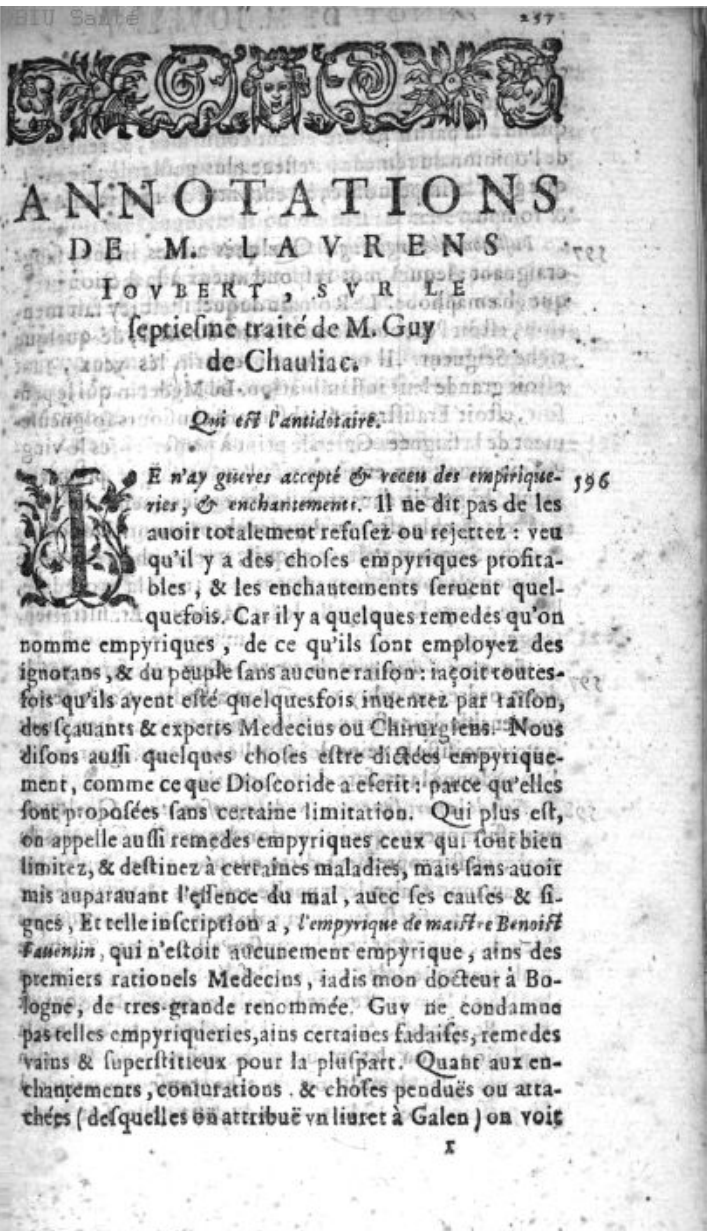 BIU Santé
257
ANNOTATIONS
DE M. LAVRENS
IOVBERT, SVR LE
ſeptieſme traité de M. Guy
de Chauliac.
Qui eſt l'antidotaire.
IE n'ay gueres accepté & receu des empirique- 596
ries, & enchantements. Il ne dit pas de les
auoir totalement refuſez ou rejettez : veu
qu'il y a des choſes empyriques profita-
bles, & les enchantements ſeruent quel-
quefois. Car il y a quelques remedes qu'on
nomme empyriques, de ce qu'ils ſont employez des
ignorans, & du peuple ſans aucune raiſon : iaçoit toutes-
fois qu'ils ayent eſté quelquesfois inuentez par raiſon,
des ſçauants & experts Medecins ou Chirurgiens. Nous
diſons auſſi quelques choſes eſtre dictées empyrique-
ment, comme ce que Dioſcoride a eſcrit : parce qu'elles
ſont propoſées ſans certaine limitation. Qui plus eſt,
on appelle auſſi remedes empyriques ceux qui ſont bien
limitez, & deſtinez à certaines maladies, mais ſans auoir
mis auparauant l'eſſence du mal, auec ſes cauſes & ſi-
gnes, Et telle inſcription a, l'empyrique de maiſtre Benoiſt
Fauentin, qui n'eſtoit aucunement empyrique, ains des
premiers rationels Medecins, iadis mon docteur à Bo-
logne, de tres-grande renommée. Guy ne condamne
pas telles empyriqueries, ains certaines fadaiſes, remedes
vains & ſuperſtitieux pour la pluſpart. Quant aux en-
chantements, coniurations, & choſes penduës ou atta-
chées (deſquelles on attribuë vn liuret à Galen) on voit
I